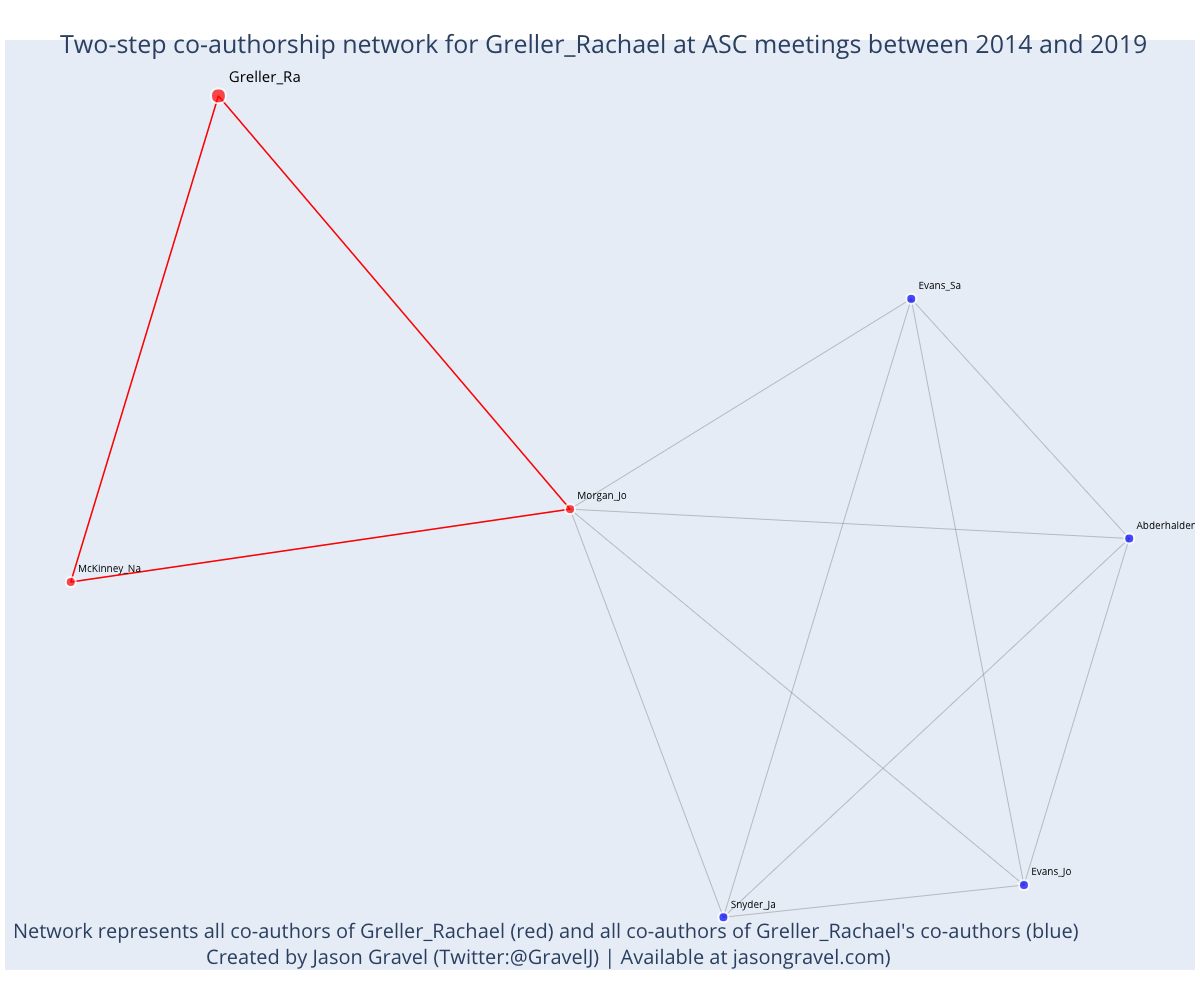 Two-step co-authorship network for Greller_Rachael at ASC meetings between 2014 and 2019
Greller_Ra
Evans_Sa
Morgan_Jo
Abderhalden
McKinney_Na
Evans_Jo
Snyder_Ja
Network represents all co-authors of Greller_Rachael (red) and all co-authors of Greller_Rachael's co-authors (blue)
Created by Jason Gravel (Twitter:@GravelJ) | Available at jasongravel.com)